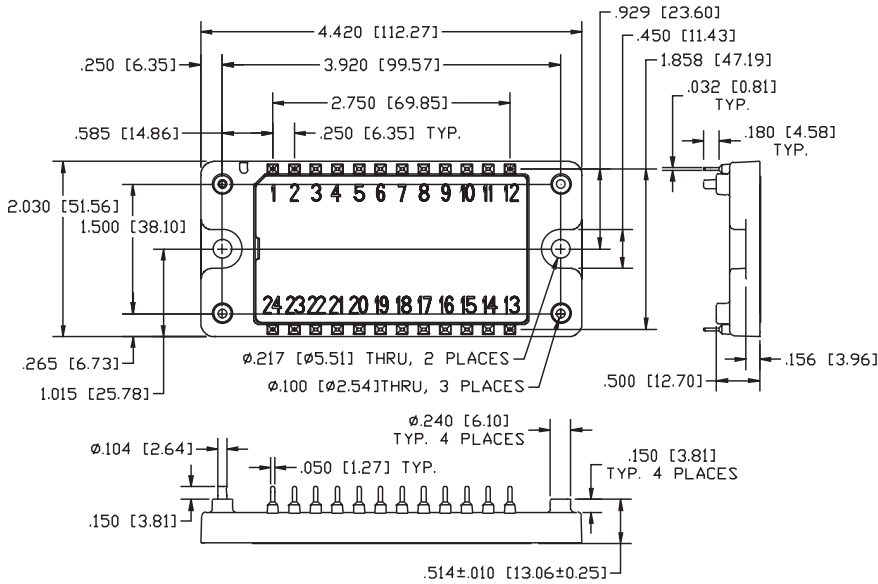 .929 [23.60]
4.420 [112.27]
.450 [11.43]
.250 [6.35]
3.920 [99.57]
1.858 [47.19]
2.750 [69.85]
.032 [0.81]
TYP.
.585 [14.86]
.250 [6.35] TYP.
.180 [4.58]
TYP.
1 2 3 4 5 6 7 8 9 10 11 12
2.030 [51.56]
1.500 [38.10]
24 23 22 21 20 19 18 17 16 15 14 13
.265 [6.73]
Ø.217 [Ø5.51] THRU, 2 PLACES
.156 [3.96]
1.015 [25.78]
Ø.100 [Ø2.54]THRU, 3 PLACES
.500 [12.70]
Ø.240 [6.10]
TYP. 4 PLACES
Ø.104 [2.64]
.050 [1.27] TYP.
.150 [3.81]
TYP. 4 PLACES
.150 [3.81]
.514±.010 [13.06±0.25]